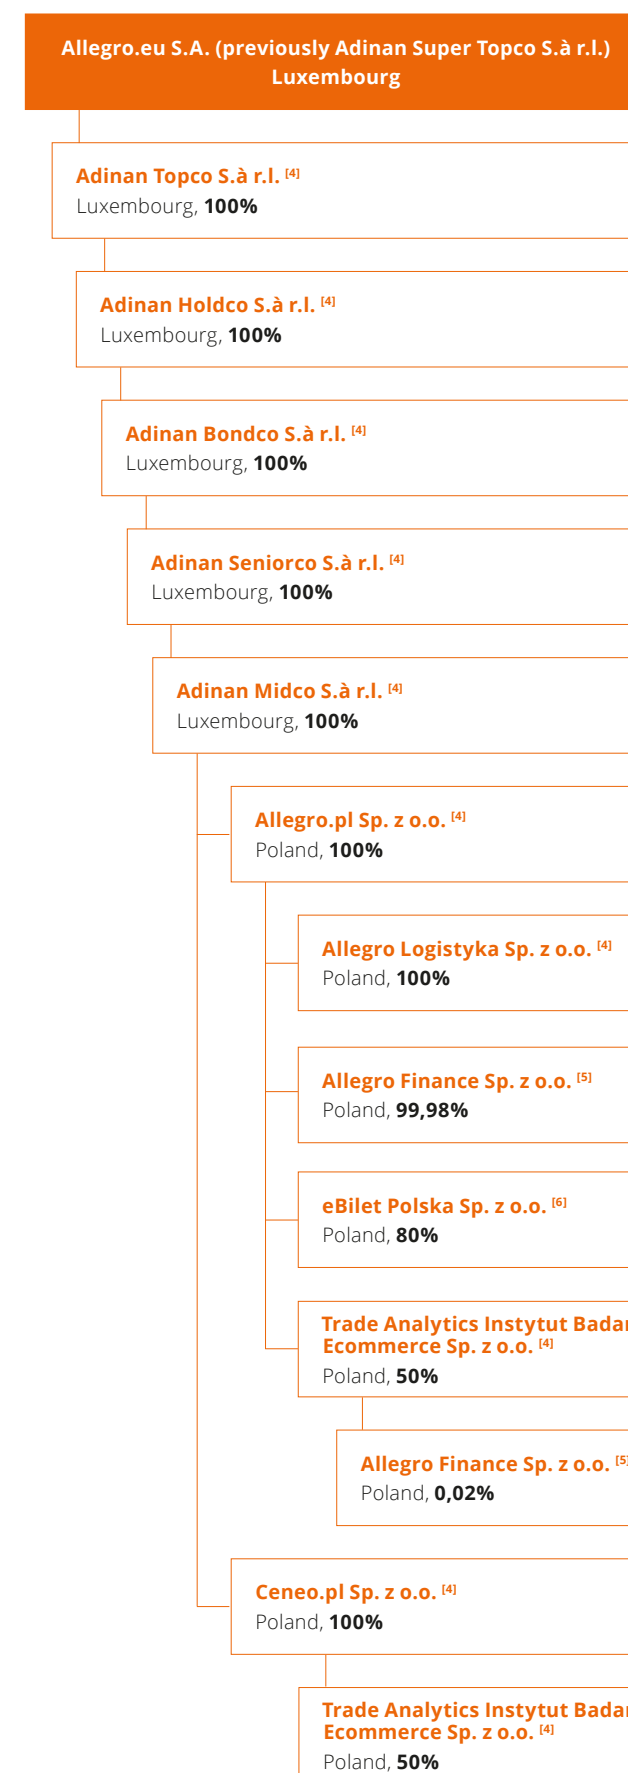 Allegro.eu S.A. (previously Adinan Super Topco S.à r.l.)
Luxembourg
Adinan Topco S.à r.l. [4]
Luxembourg, 100%
Adinan Holdco S.à r.l. [4]
Luxembourg, 100%
Adinan Bondco S.à r.l. [4]
Luxembourg, 100%
Adinan Seniorco S.à r.l. [4]
Luxembourg, 100%
Adinan Midco S.à r.l. [4]
Luxembourg, 100%
Allegro.pl Sp. z o.o. [4]
Poland, 100%
Allegro Logistyka Sp. z o.o. [4]
Poland, 100%
Allegro Finance Sp. z o.o. [5]
Poland, 99,98%
eBilet Polska Sp. z o.o. [6]
Poland, 80%
Trade Analytics Instytut
Ecommerce Sp. z o.o. [4]
Poland, 50%
Allegro Finance Sp. z o.o. [5]
Poland, 0,02%
Ceneo.pl Sp. z o.o. [4]
Poland, 100%
Trade Analytics Instytut
Ecommerce Sp. z o.o. [4]
Poland, 50%